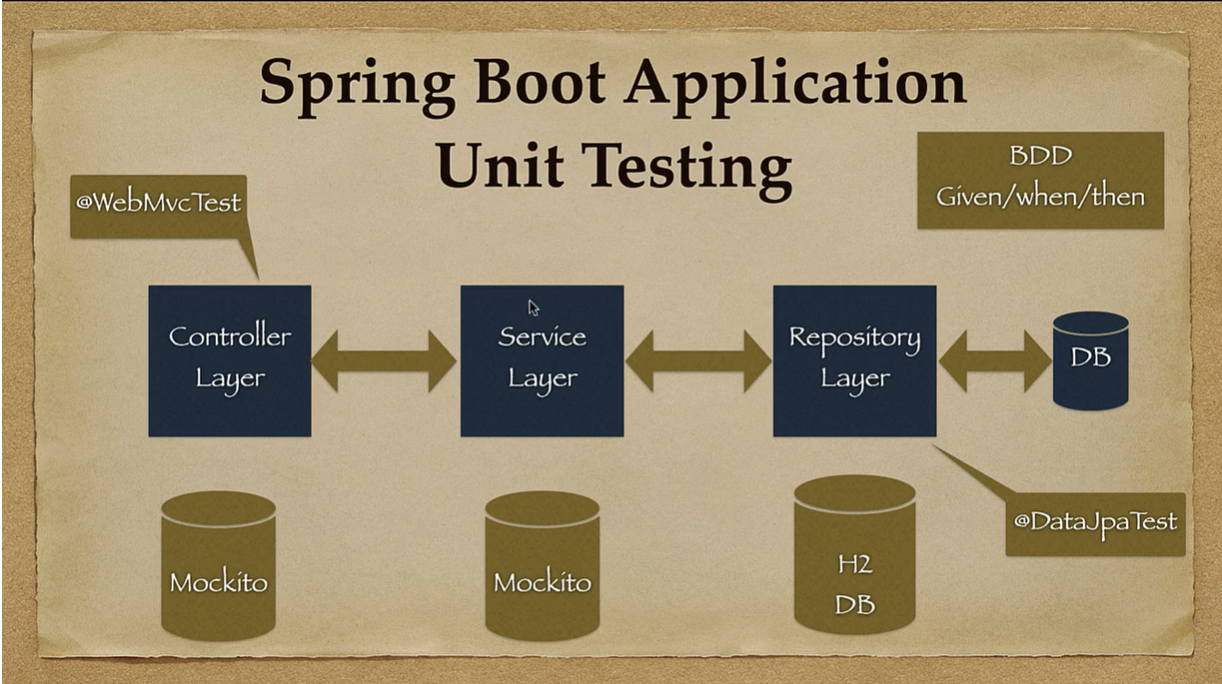 Spring Boot Application
Unit Testing
BDD
Given/when/then
@WebMvcTest
Controller
Layer
Service
Layer
Repository
Layer
DB
@DataJpaTest
Mockito
Mockito
H2
DB